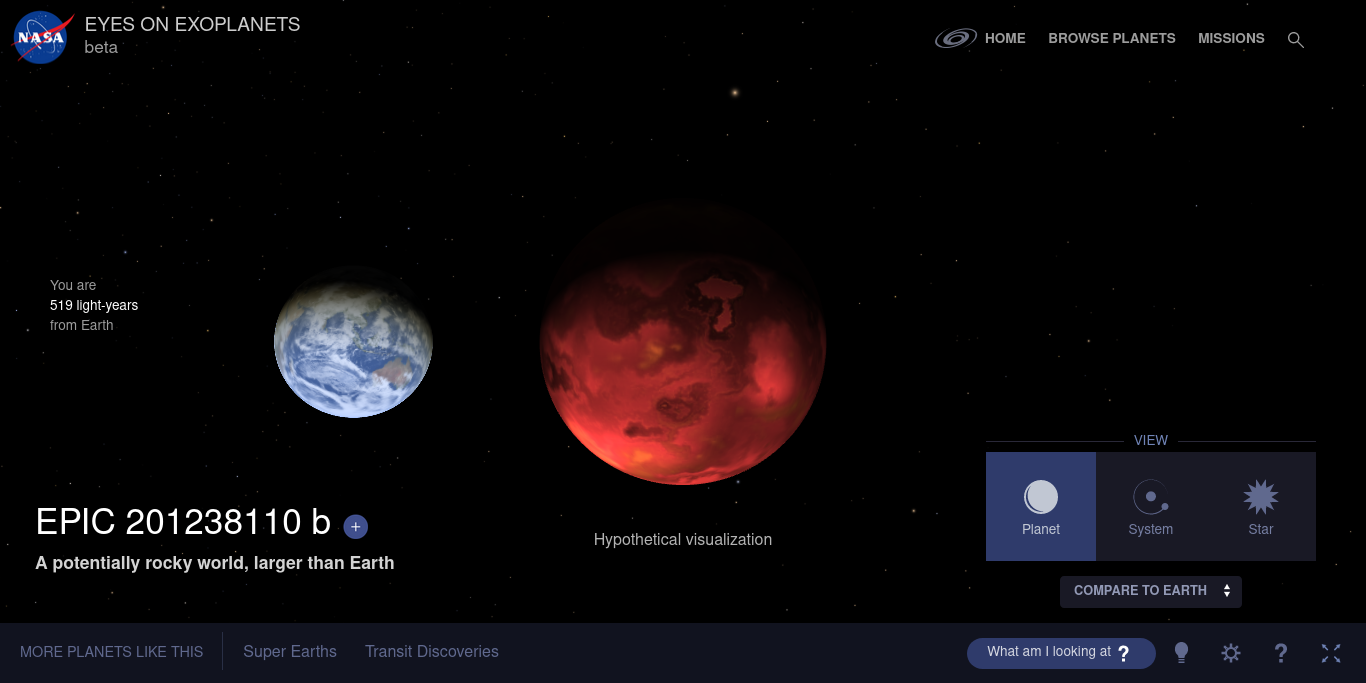 NASA
EYES ON EXOPLANETS
beta
HOME
BROWSE PLANETS
MISSIONS
You are
519 light-years
from Earth
VIEW
Planet
System
Star
EPIC 201238110 b +
A potentially rocky world, larger than Earth
Hypothetical visualization
COMPARE TO EARTH
MORE PLANETS LIKE THIS
Super Earths
Transit Discoveries
What am I looking at ?
?